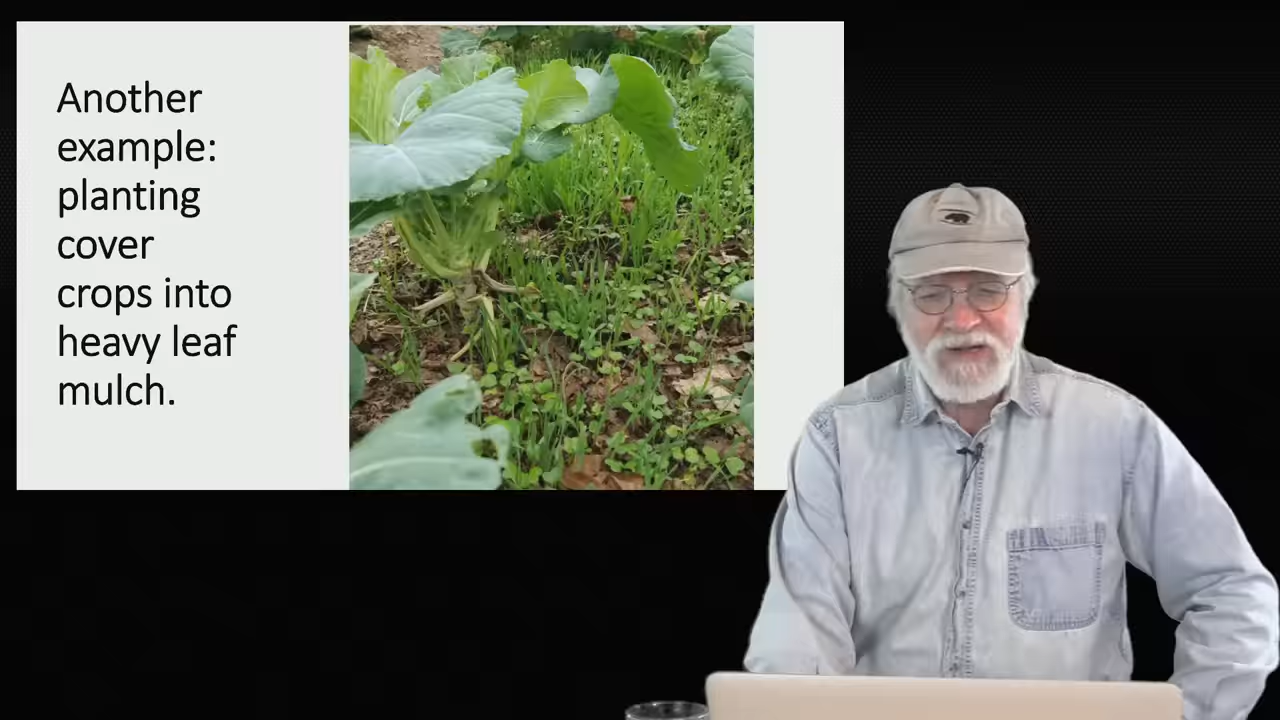 Another
example:
planting
cover
crops into
heavy leaf
mulch.